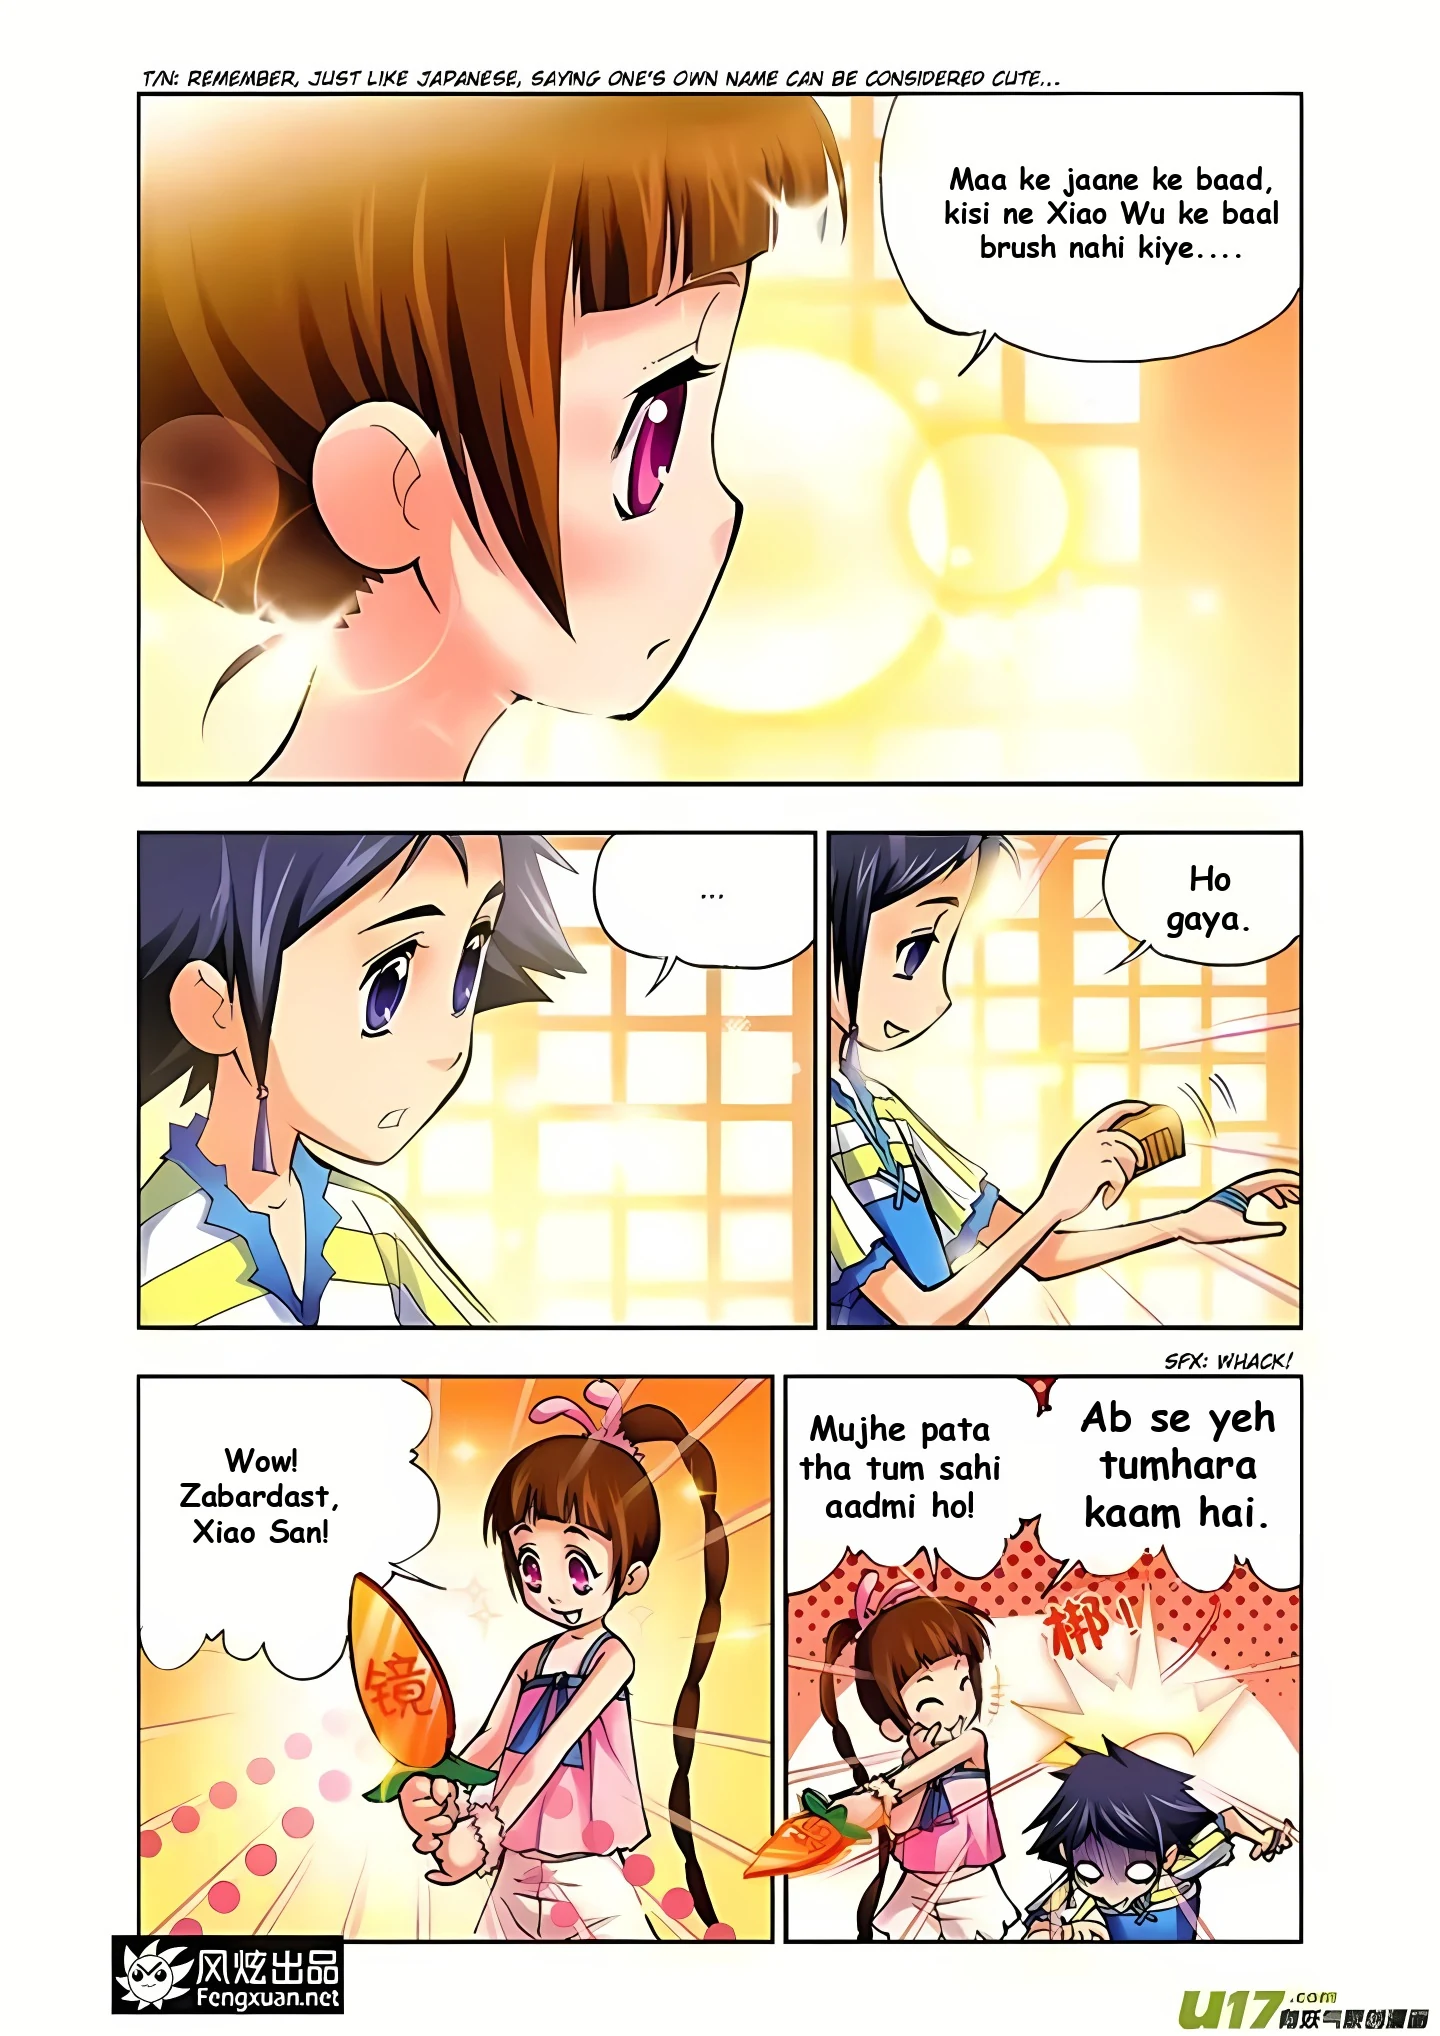 T/N: REMEMBER, JUST LIKE JAPANESE, SAYING ONE'S OWN NAME CAN BE CONSIDERED CUTE...
Maa ke jaane ke baad,
kisi ne Xiao Wu ke baal
brush nahi kiye....
...
Ho
gaya.
SFX: WHACK!
Wow!
Zabardast,
Xiao San!
镜
Mujhe pata
tha tum sahi
aadmi ho!
Ab se yeh
tumhara
kaam hai.
梆!!
风炫出品
Fengxuan.net
U17.com